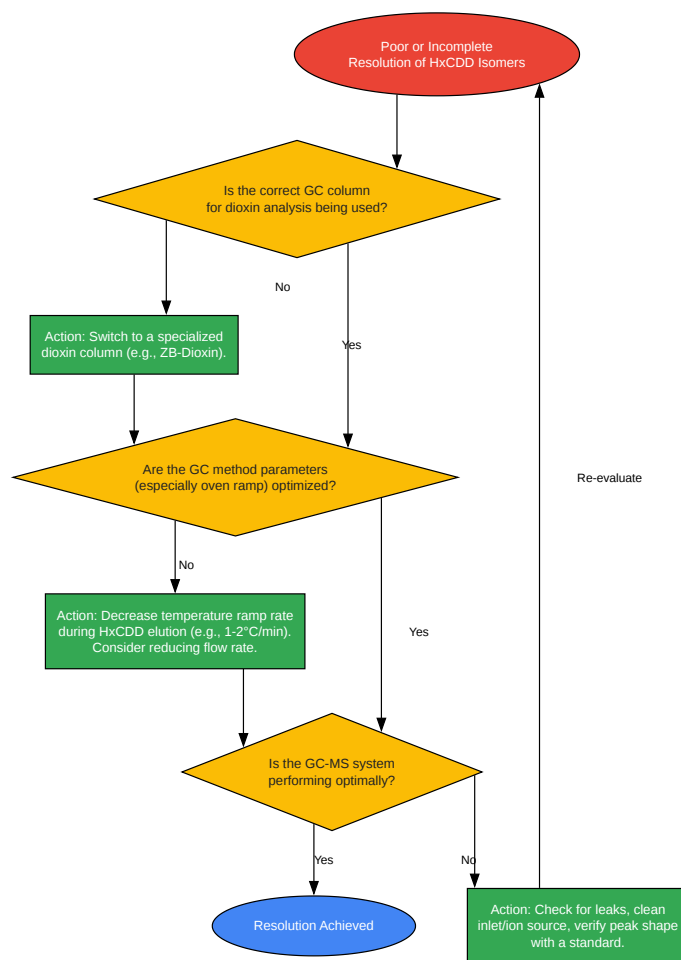 Poor or Incomplete
Resolution of HxCDD Isomers
Is the correct GC column
for dioxin analysis being used?
No
Yes
Action: Switch to a specialized
dioxin column (e.g., ZB-Dioxin).
Are the GC method parameters
(especially oven ramp) optimized?
Re-evaluate
No
Yes
Action: Decrease temperature ramp rate
during HxCDD elution (e.g., 1-2°C/min).
Consider reducing flow rate.
Is the GC-MS system
performing optimally?
Yes
No
Resolution Achieved
Action: Check for leaks, clean
inlet/ion source, verify peak shape
with a standard.